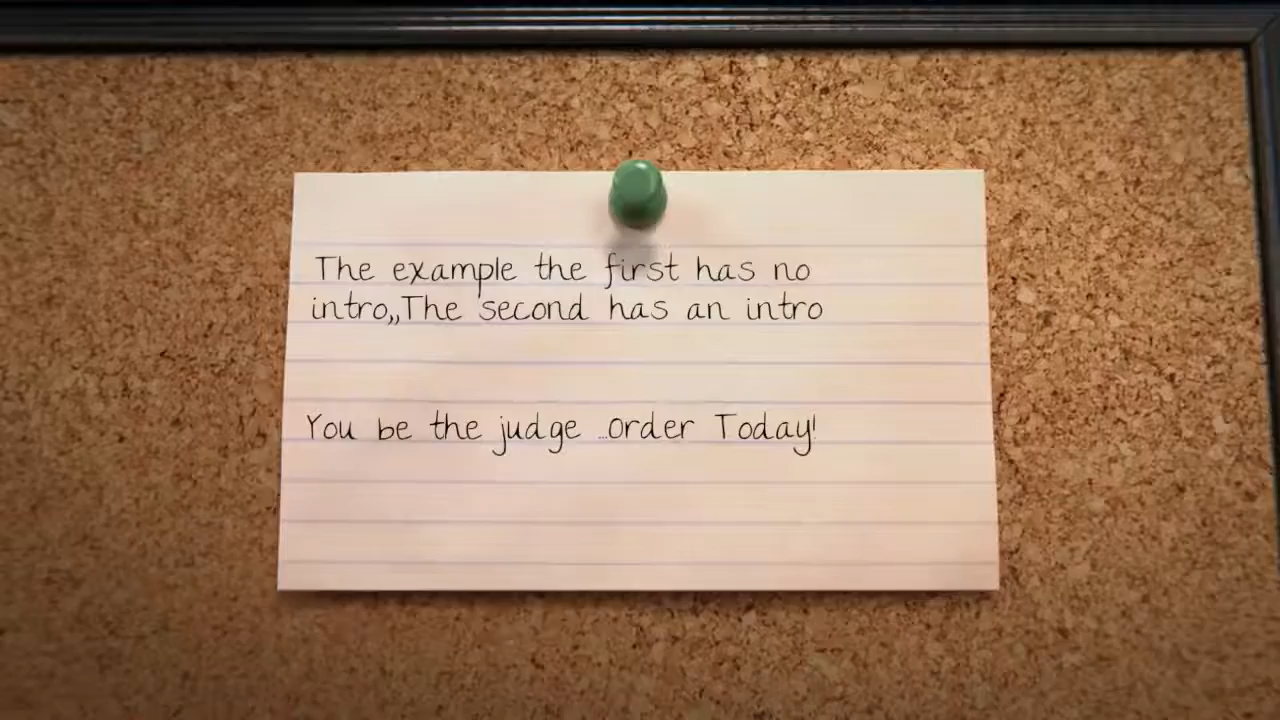 The example the first has no
intro,,The second has an intro
You be the judge ...order Today!